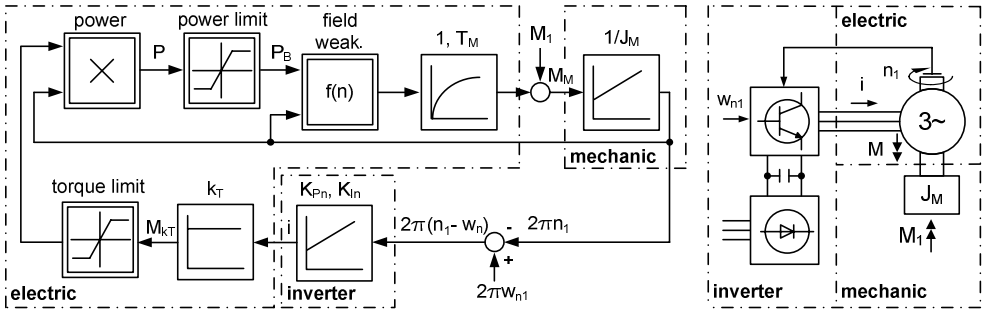 power
power limit
field
weak.
1, T_M
M_1
1/J_M
P
P_B
f(n)
M_M
mechanic
torque limit
k_T
K_Pn, K_In
M_kT
i
2π(n_1- w_n)
-
2πn_1
+
2πw_n1
electric
inverter
electric
n_1
i
w_n1
3~
M
J_M
M_1
inverter
mechanic